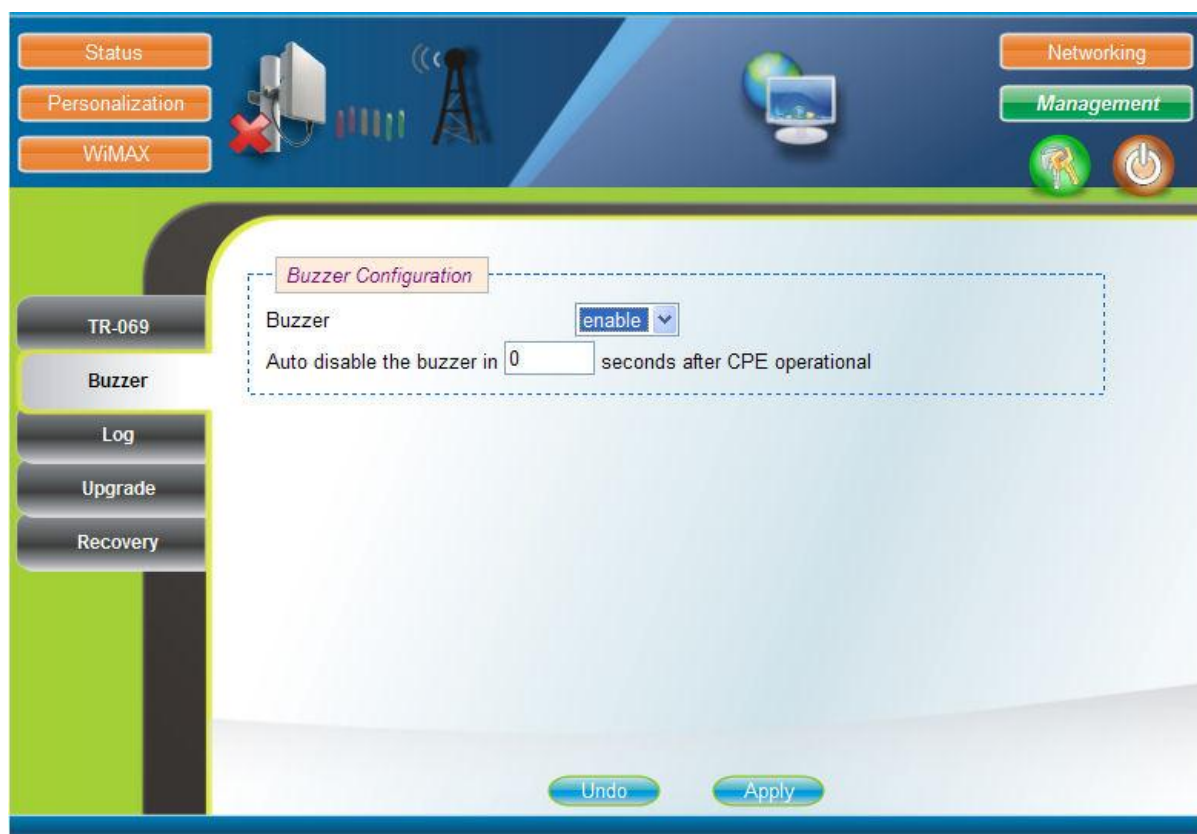 Status
Personalization
WiMAX
Networking
Management
TR-069
Buzzer
Log
Upgrade
Recovery
Buzzer Configuration
Buzzer enable
Auto disable the buzzer in 0 seconds after CPE operational
Undo Apply